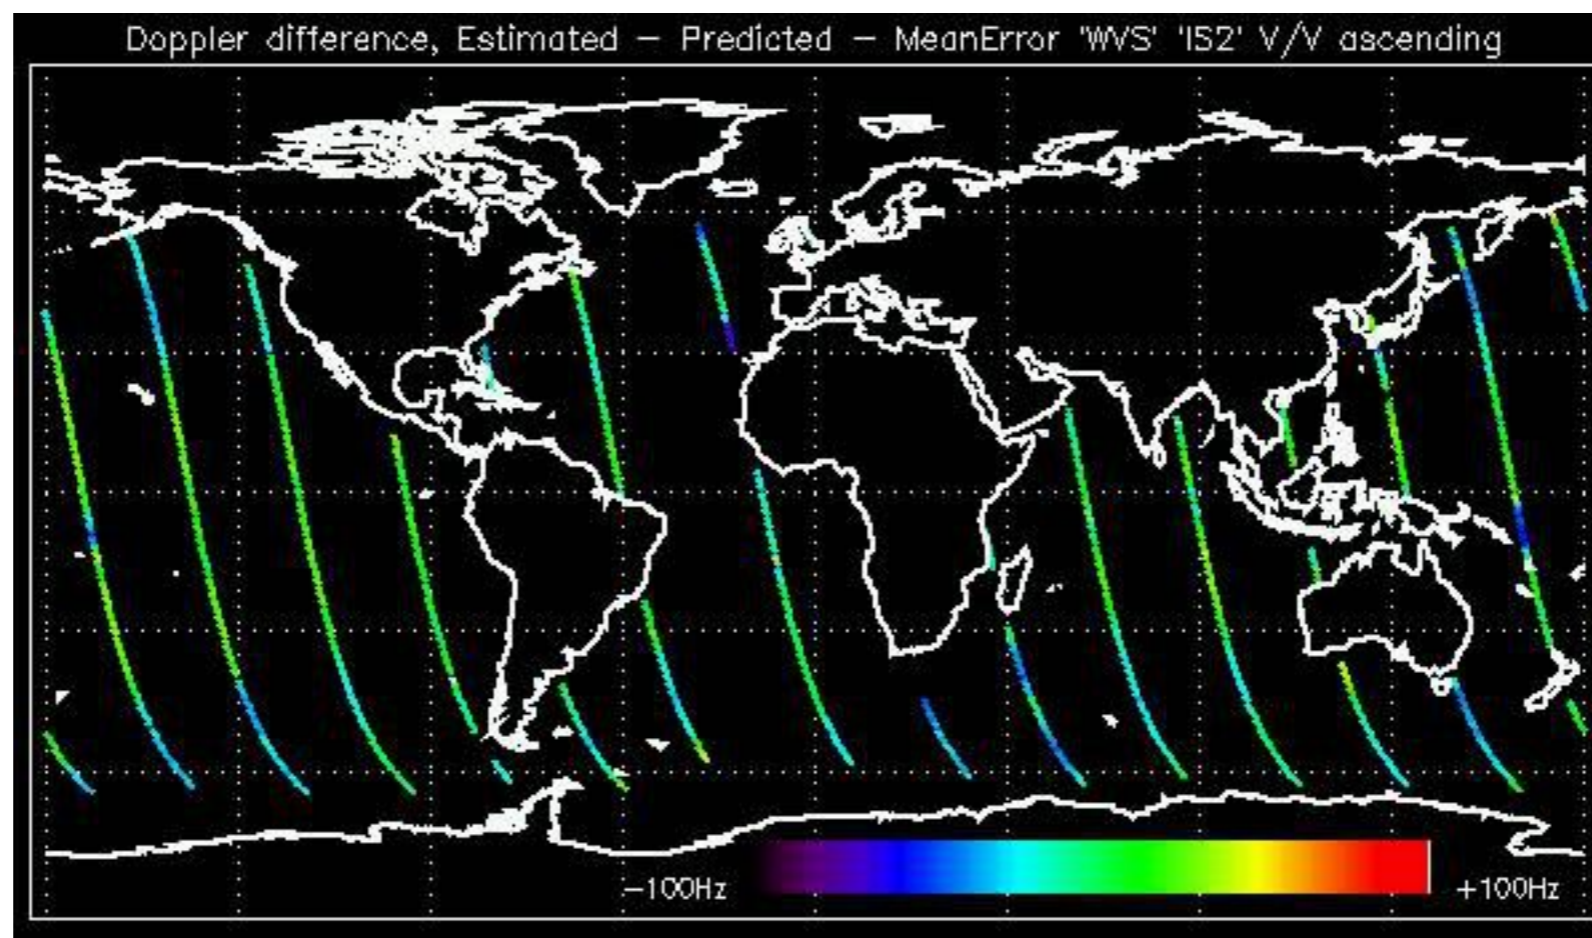 Doppler difference, Estimated – Predicted – MeanError 'WVS' 'IS2' V/V ascending
–100Hz
+100Hz